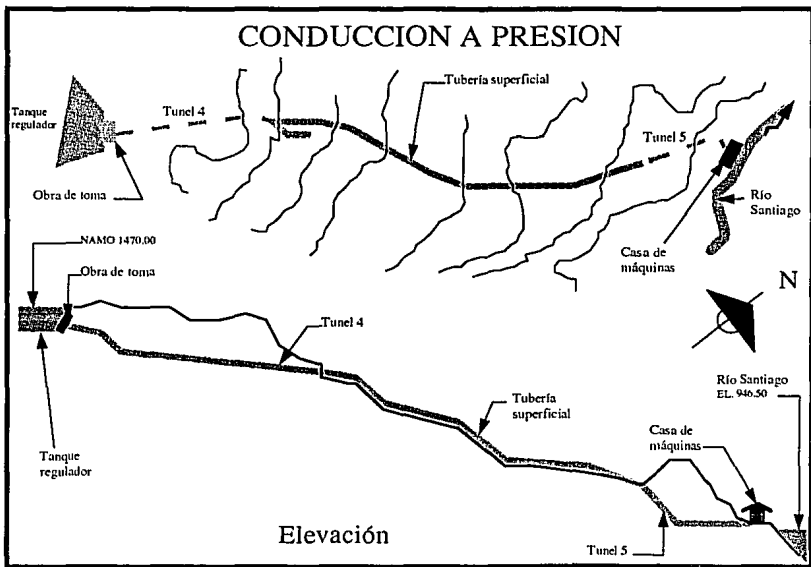 CONDUCCION A PRESION
Tubería superficial
Tanque
regulador
Tunel 4
Tunel 5
Obra de toma
Río
Santiago
Casa de
máquinas
NAMO 1470.00
Obra de toma
N
Tunel 4
Río Santiago
EL. 946.50
Tubería
superficial
Casa de
máquinas
Tanque
regulador
Elevación
Tunel 5